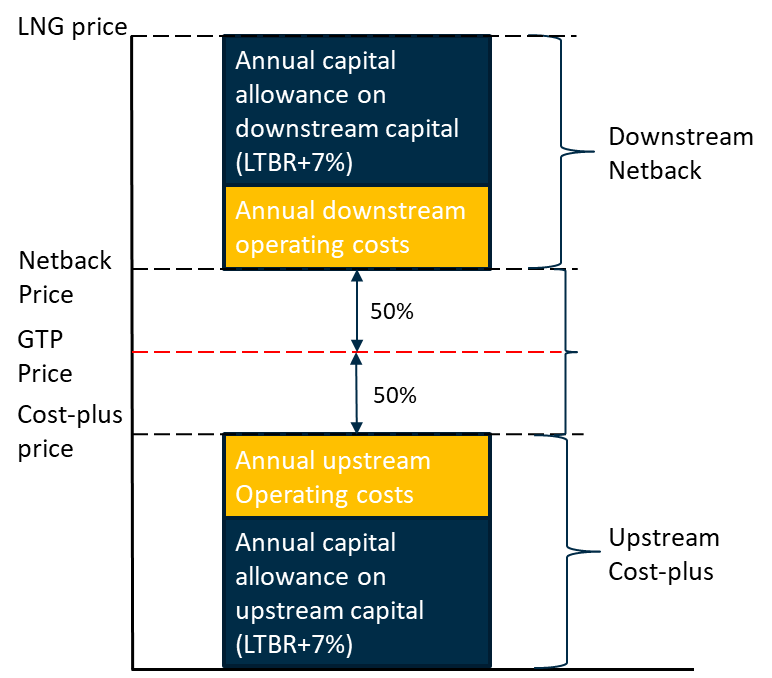 LNG price
Annual capital
allowance on
downstream capital
(LTBR+7%)
Downstream
Netback
Annual downstream
operating costs
Netback
Price
50%
GTP
Price
50%
Cost-plus
price
Annual upstream
Operating costs
Annual capital
allowance on
upstream capital
(LTBR+7%)
Upstream
Cost-plus